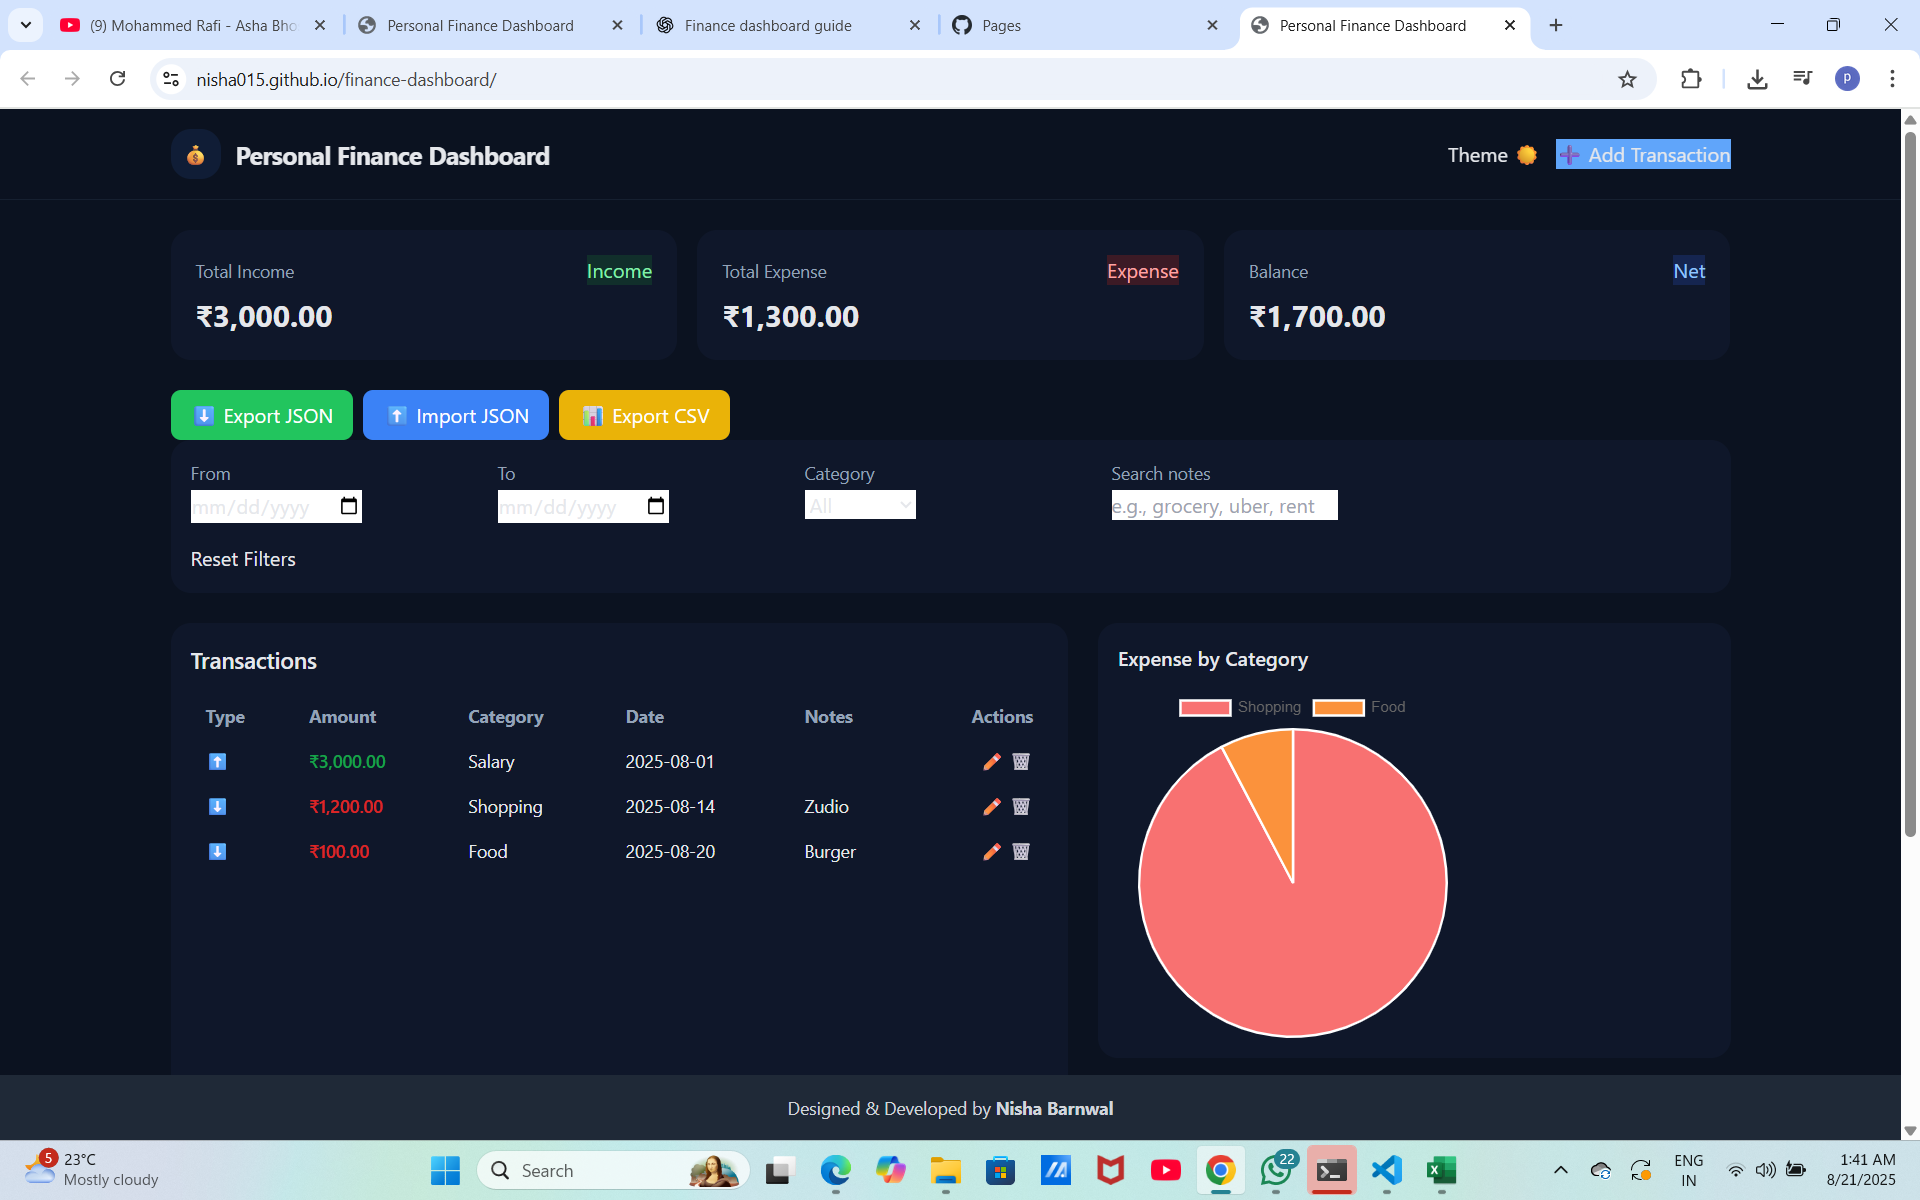 (9) Mohammed Rafi - Asha Bho
Personal Finance Dashboard
Finance dashboard guide
Pages
Personal Finance Dashboard
nisha015.github.io/finance-dashboard/
P
Personal Finance Dashboard
Theme
Add Transaction
Total Income
Income
₹3,000.00
Total Expense
Expense
₹1,300.00
Balance
Net
₹1,700.00
Export JSON
Import JSON
Export CSV
From
mm/dd/yyyy
To
mm/dd/yyyy
Category
All
Search notes
e.g., grocery, uber, rent
Reset Filters
Transactions
Type Amount Category Date Notes Actions
₹3,000.00 Salary 2025-08-01
₹1,200.00 Shopping 2025-08-14 Zudio
₹100.00 Food 2025-08-20 Burger
Expense by Category
Shopping Food
Designed & Developed by Nisha Barnwal
5
23°C
Mostly cloudy
Search
22
ENG
IN
1:41 AM
8/21/2025